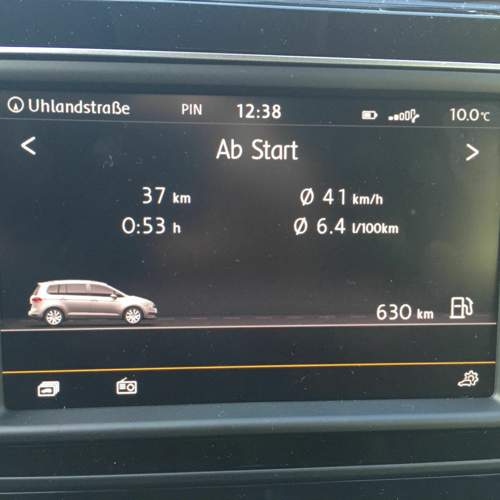 Uhlandstraße PIN 12:38 10.0°C
< Ab Start >
37 km Ø 41 km/h
0:53 h Ø 6.4 l/100km
630 km